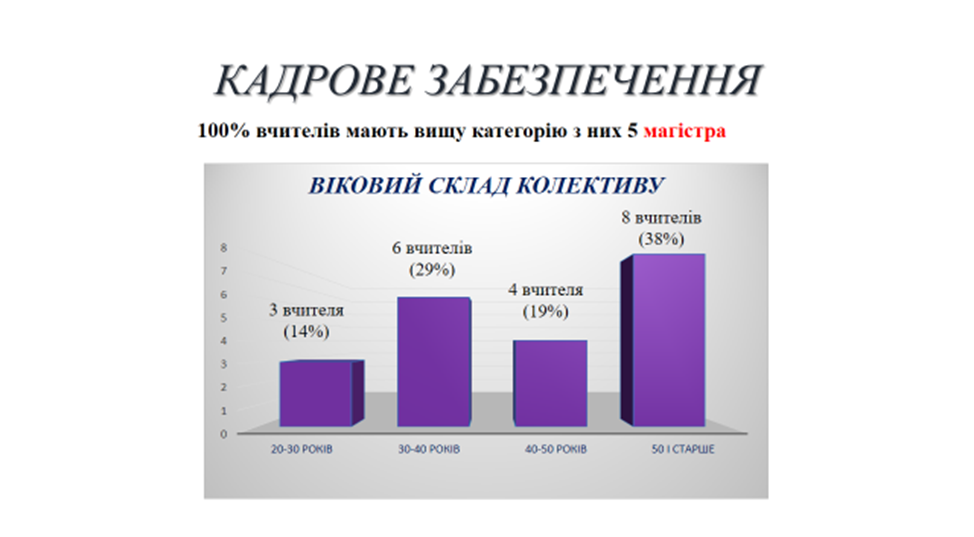 КАДРОВЕ ЗАБЕЗПЕЧЕННЯ
100% вчителів мають вищу категорію з них 5 магістра
ВІКОВИЙ СКЛАД КОЛЕКТИВУ
8 вчителів
(38%)
6 вчителів
(29%)
4 вчителя
(19%)
3 вчителя
(14%)
8
7
6
5
4
3
2
1
0
20-30 РОКІВ
30-40 РОКІВ
40-50 РОКІВ
50 І СТАРШЕ